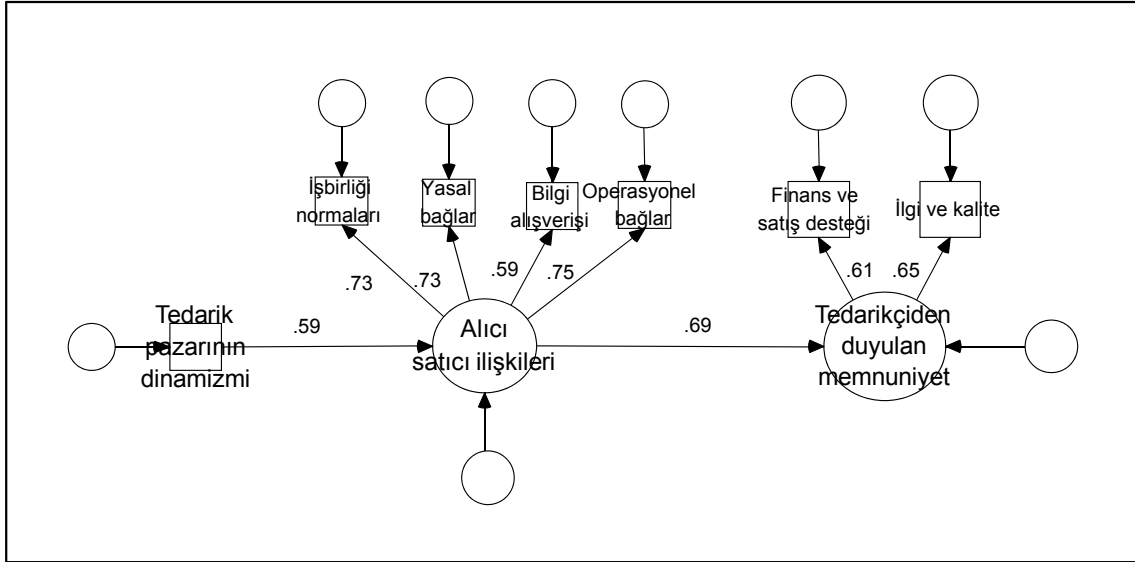 İşbirliği
normaları
Yasal
bağlar
Bilgi
alışverişi
Operasyonel
bağlar
Finans ve
satış desteği
İlgi ve kalite
.73
.73
.59
.75
.61
.65
Tedarik
pazarının
dinamizmi
.59
Alıcı
satıcı ilişkileri
.69
Tedarikçiden
duyulan
memnuniyet